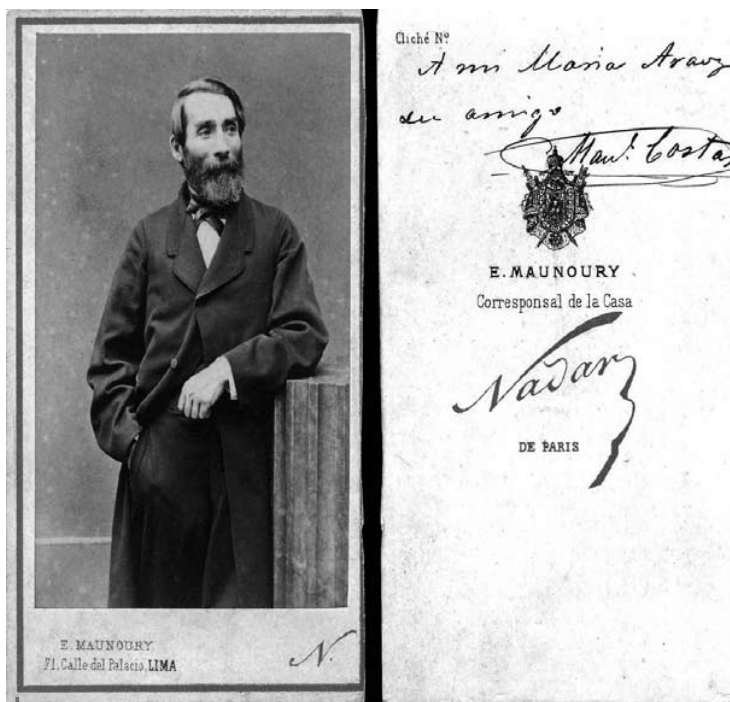 E. MAUNOURY
71, Calle del Palacio, LIMA
N.
Cliché Nº
A mi Maria Arauz
su amigo
Manl. Costas
E. MAUNOURY
Corresponsal de la Casa
Nadar
DE PARIS